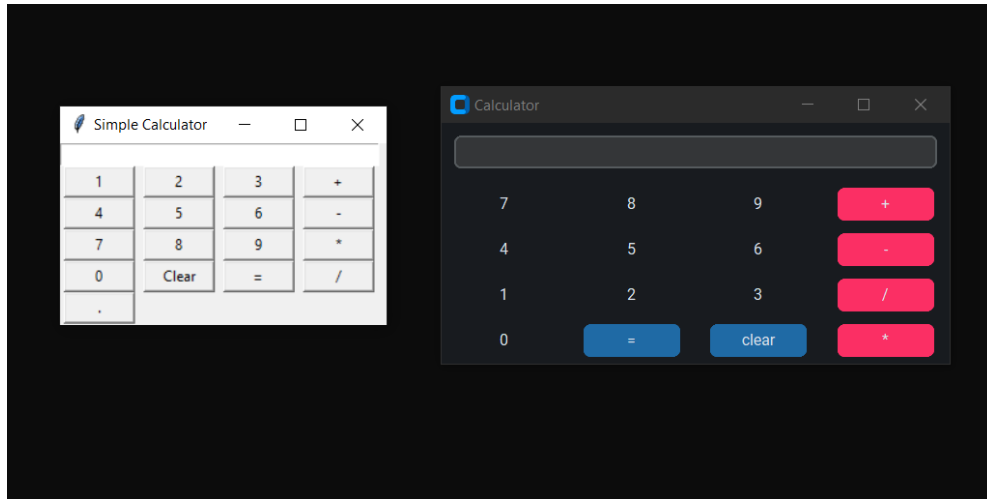 Simple Calculator
1 2 3 +
4 5 6 -
7 8 9 *
0 Clear = /
.
Calculator
7 8 9 +
4 5 6 -
1 2 3 /
0 = clear *